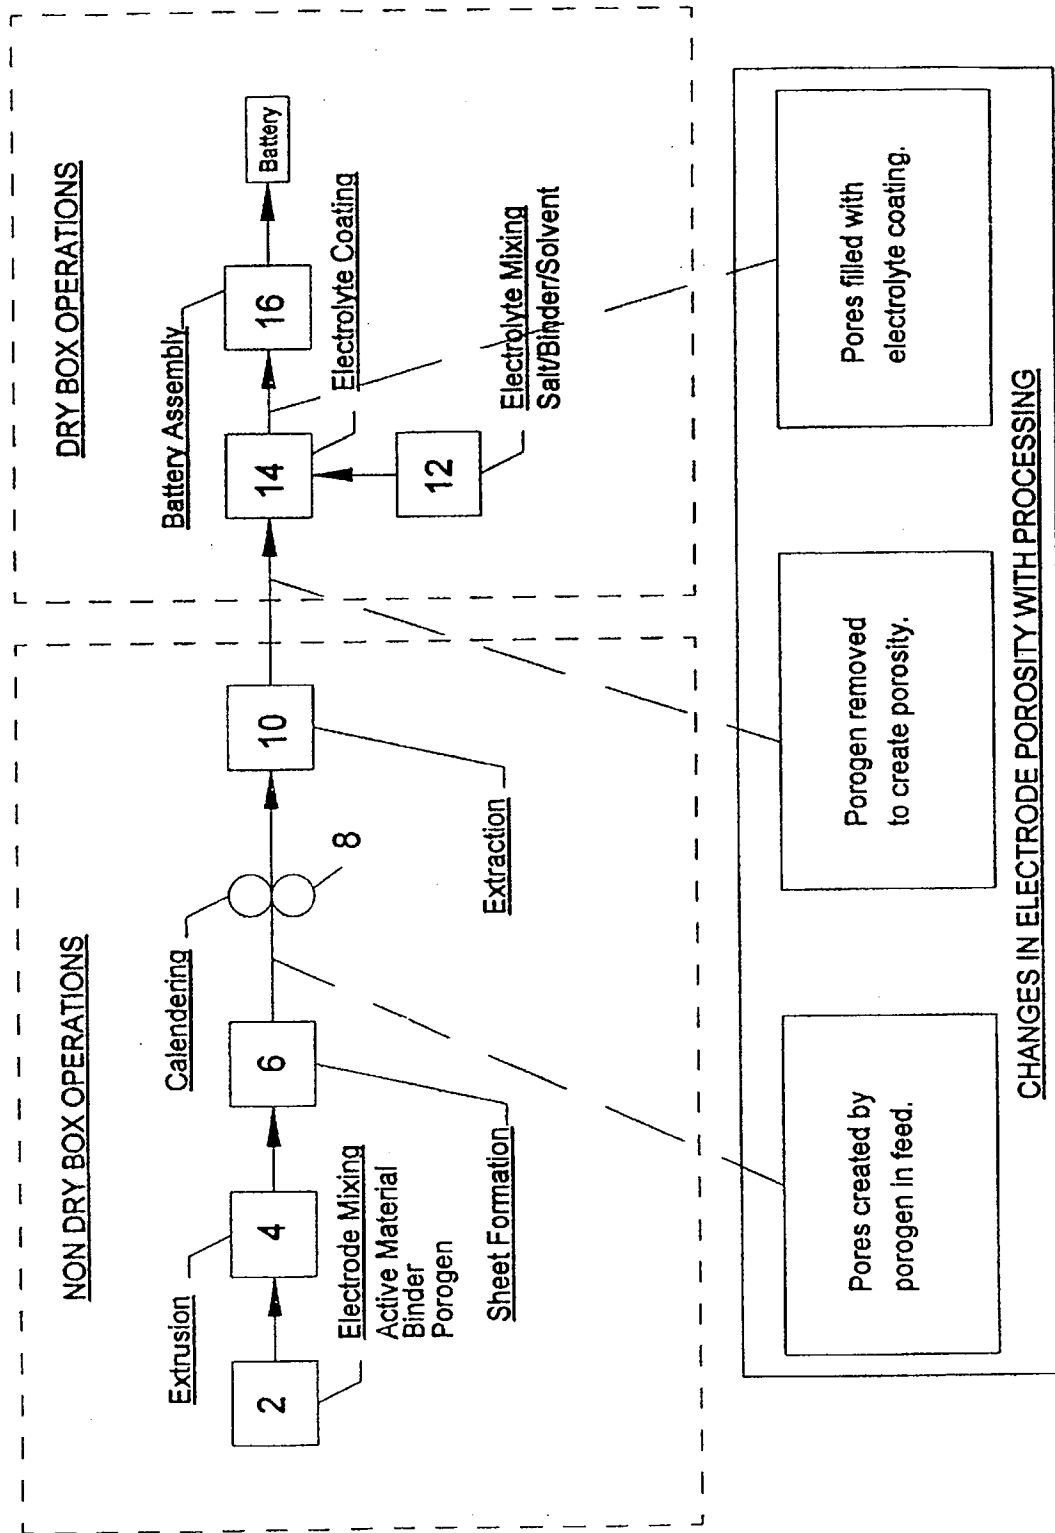 NON DRY BOX OPERATIONS
DRY BOX OPERATIONS
Extrusion
Calendering
Battery Assembly
2
4
6
8
10
14
16
Battery
Electrode Mixing
Active Material
Binder
Porogen
Sheet Formation
Extraction
Electrolyte Coating
12
Electrolyte Mixing
Salt/Binder/Solvent
Pores created by
porogen in feed.
Porogen removed
to create porosity.
Pores filled with
electrolyte coating.
CHANGES IN ELECTRODE POROSITY WITH PROCESSING